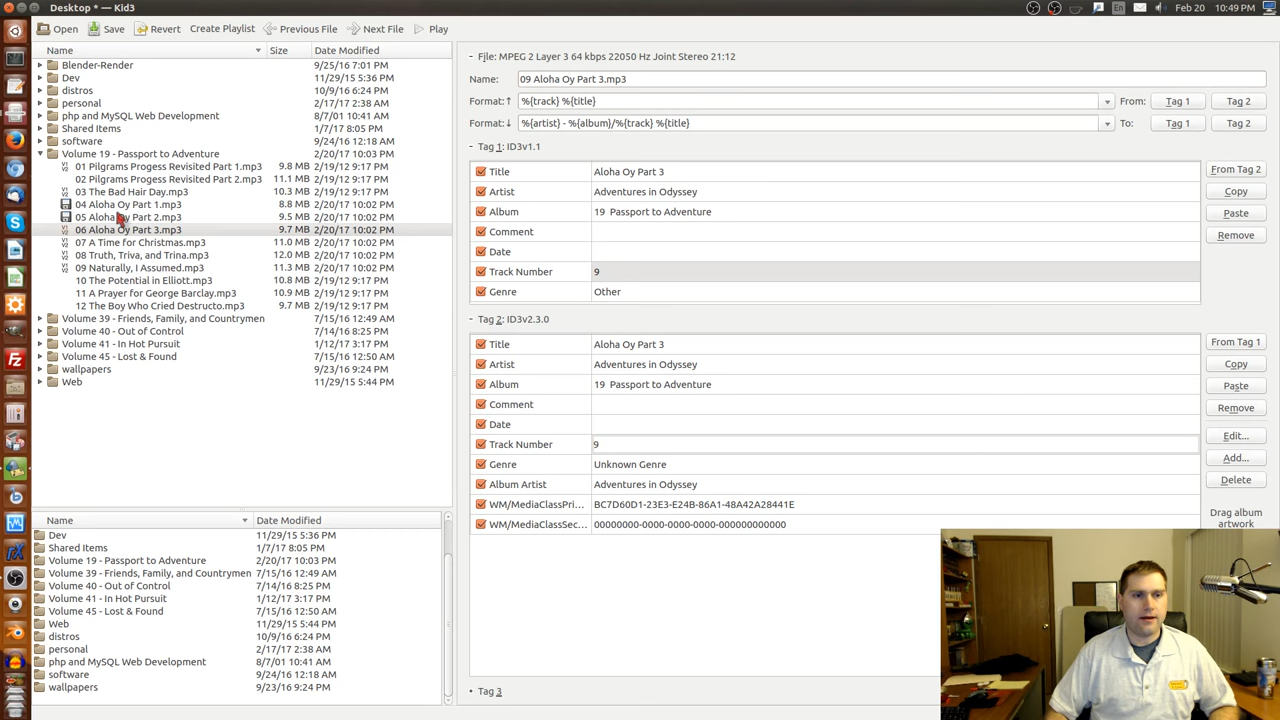 Desktop * — Kid3
En
Feb 20
10:49 PM
Open Save Revert Create Playlist Previous File Next File Play
Name Size Date Modified
Blender-Render 9/25/16 7:01 PM
Dev 11/29/15 5:36 PM
distros 10/9/16 6:24 PM
personal 2/17/17 2:38 AM
php and MySQL Web Development 8/7/01 10:41 AM
Shared Items 1/7/17 8:05 PM
software 9/24/16 12:18 AM
Volume 19 - Passport to Adventure 2/20/17 10:03 PM
01 Pilgrams Progess Revisited Part 1.mp3 9.8 MB 2/19/12 9:17 PM
02 Pilgrams Progess Revisited Part 2.mp3 11.1 MB 2/19/12 9:17 PM
03 The Bad Hair Day.mp3 10.3 MB 2/19/12 9:17 PM
04 Aloha Oy Part 1.mp3 8.8 MB 2/20/17 10:02 PM
05 Aloha Oy Part 2.mp3 9.5 MB 2/20/17 10:02 PM
06 Aloha Oy Part 3.mp3 9.7 MB 2/20/17 10:02 PM
07 A Time for Christmas.mp3 11.0 MB 2/20/17 10:02 PM
08 Truth, Triva, and Trina.mp3 12.0 MB 2/20/17 10:02 PM
09 Naturally, I Assumed.mp3 11.3 MB 2/20/17 10:02 PM
10 The Potential in Elliott.mp3 10.8 MB 2/19/12 9:17 PM
11 A Prayer for George Barclay.mp3 10.9 MB 2/19/12 9:17 PM
12 The Boy Who Cried Destructo.mp3 9.7 MB 2/19/12 9:17 PM
Volume 39 - Friends, Family, and Countrymen 7/15/16 12:49 AM
Volume 40 - Out of Control 7/14/16 8:25 PM
Volume 41 - In Hot Pursuit 1/12/17 3:17 PM
Volume 45 - Lost & Found 7/15/16 12:50 AM
wallpapers 9/23/16 9:24 PM
Web 11/29/15 5:44 PM
Name Date Modified
Dev 11/29/15 5:36 PM
Shared Items 1/7/17 8:05 PM
Volume 19 - Passport to Adventure 2/20/17 10:03 PM
Volume 39 - Friends, Family, and Countrymen 7/15/16 12:49 AM
Volume 40 - Out of Control 7/14/16 8:25 PM
Volume 41 - In Hot Pursuit 1/12/17 3:17 PM
Volume 45 - Lost & Found 7/15/16 12:50 AM
Web 11/29/15 5:44 PM
distros 10/9/16 6:24 PM
personal 2/17/17 2:38 AM
php and MySQL Web Development 8/7/01 10:41 AM
software 9/24/16 12:18 AM
wallpapers 9/23/16 9:24 PM
File: MPEG 2 Layer 3 64 kbps 22050 Hz Joint Stereo 21:12
Name: 09 Aloha Oy Part 3.mp3
Format:↑ %{track} %{title} From: Tag 1 Tag 2
Format:↓ %{artist} - %{album}/%{track} %{title} To: Tag 1 Tag 2
Tag 1: ID3v1.1
Title Aloha Oy Part 3 From Tag 2
Artist Adventures in Odyssey Copy
Album 19 Passport to Adventure Paste
Comment Remove
Date
Track Number 9
Genre Other
Tag 2: ID3v2.3.0
Title Aloha Oy Part 3 From Tag 1
Artist Adventures in Odyssey Copy
Album 19 Passport to Adventure Paste
Comment Remove
Date
Track Number 9 Edit...
Genre Unknown Genre Add...
Album Artist Adventures in Odyssey Delete
WM/MediaClassPri... BC7D60D1-23E3-E24B-86A1-48A42A28441E
WM/MediaClassSec... 00000000-0000-0000-0000-000000000000
Drag album
artwork
Tag 3